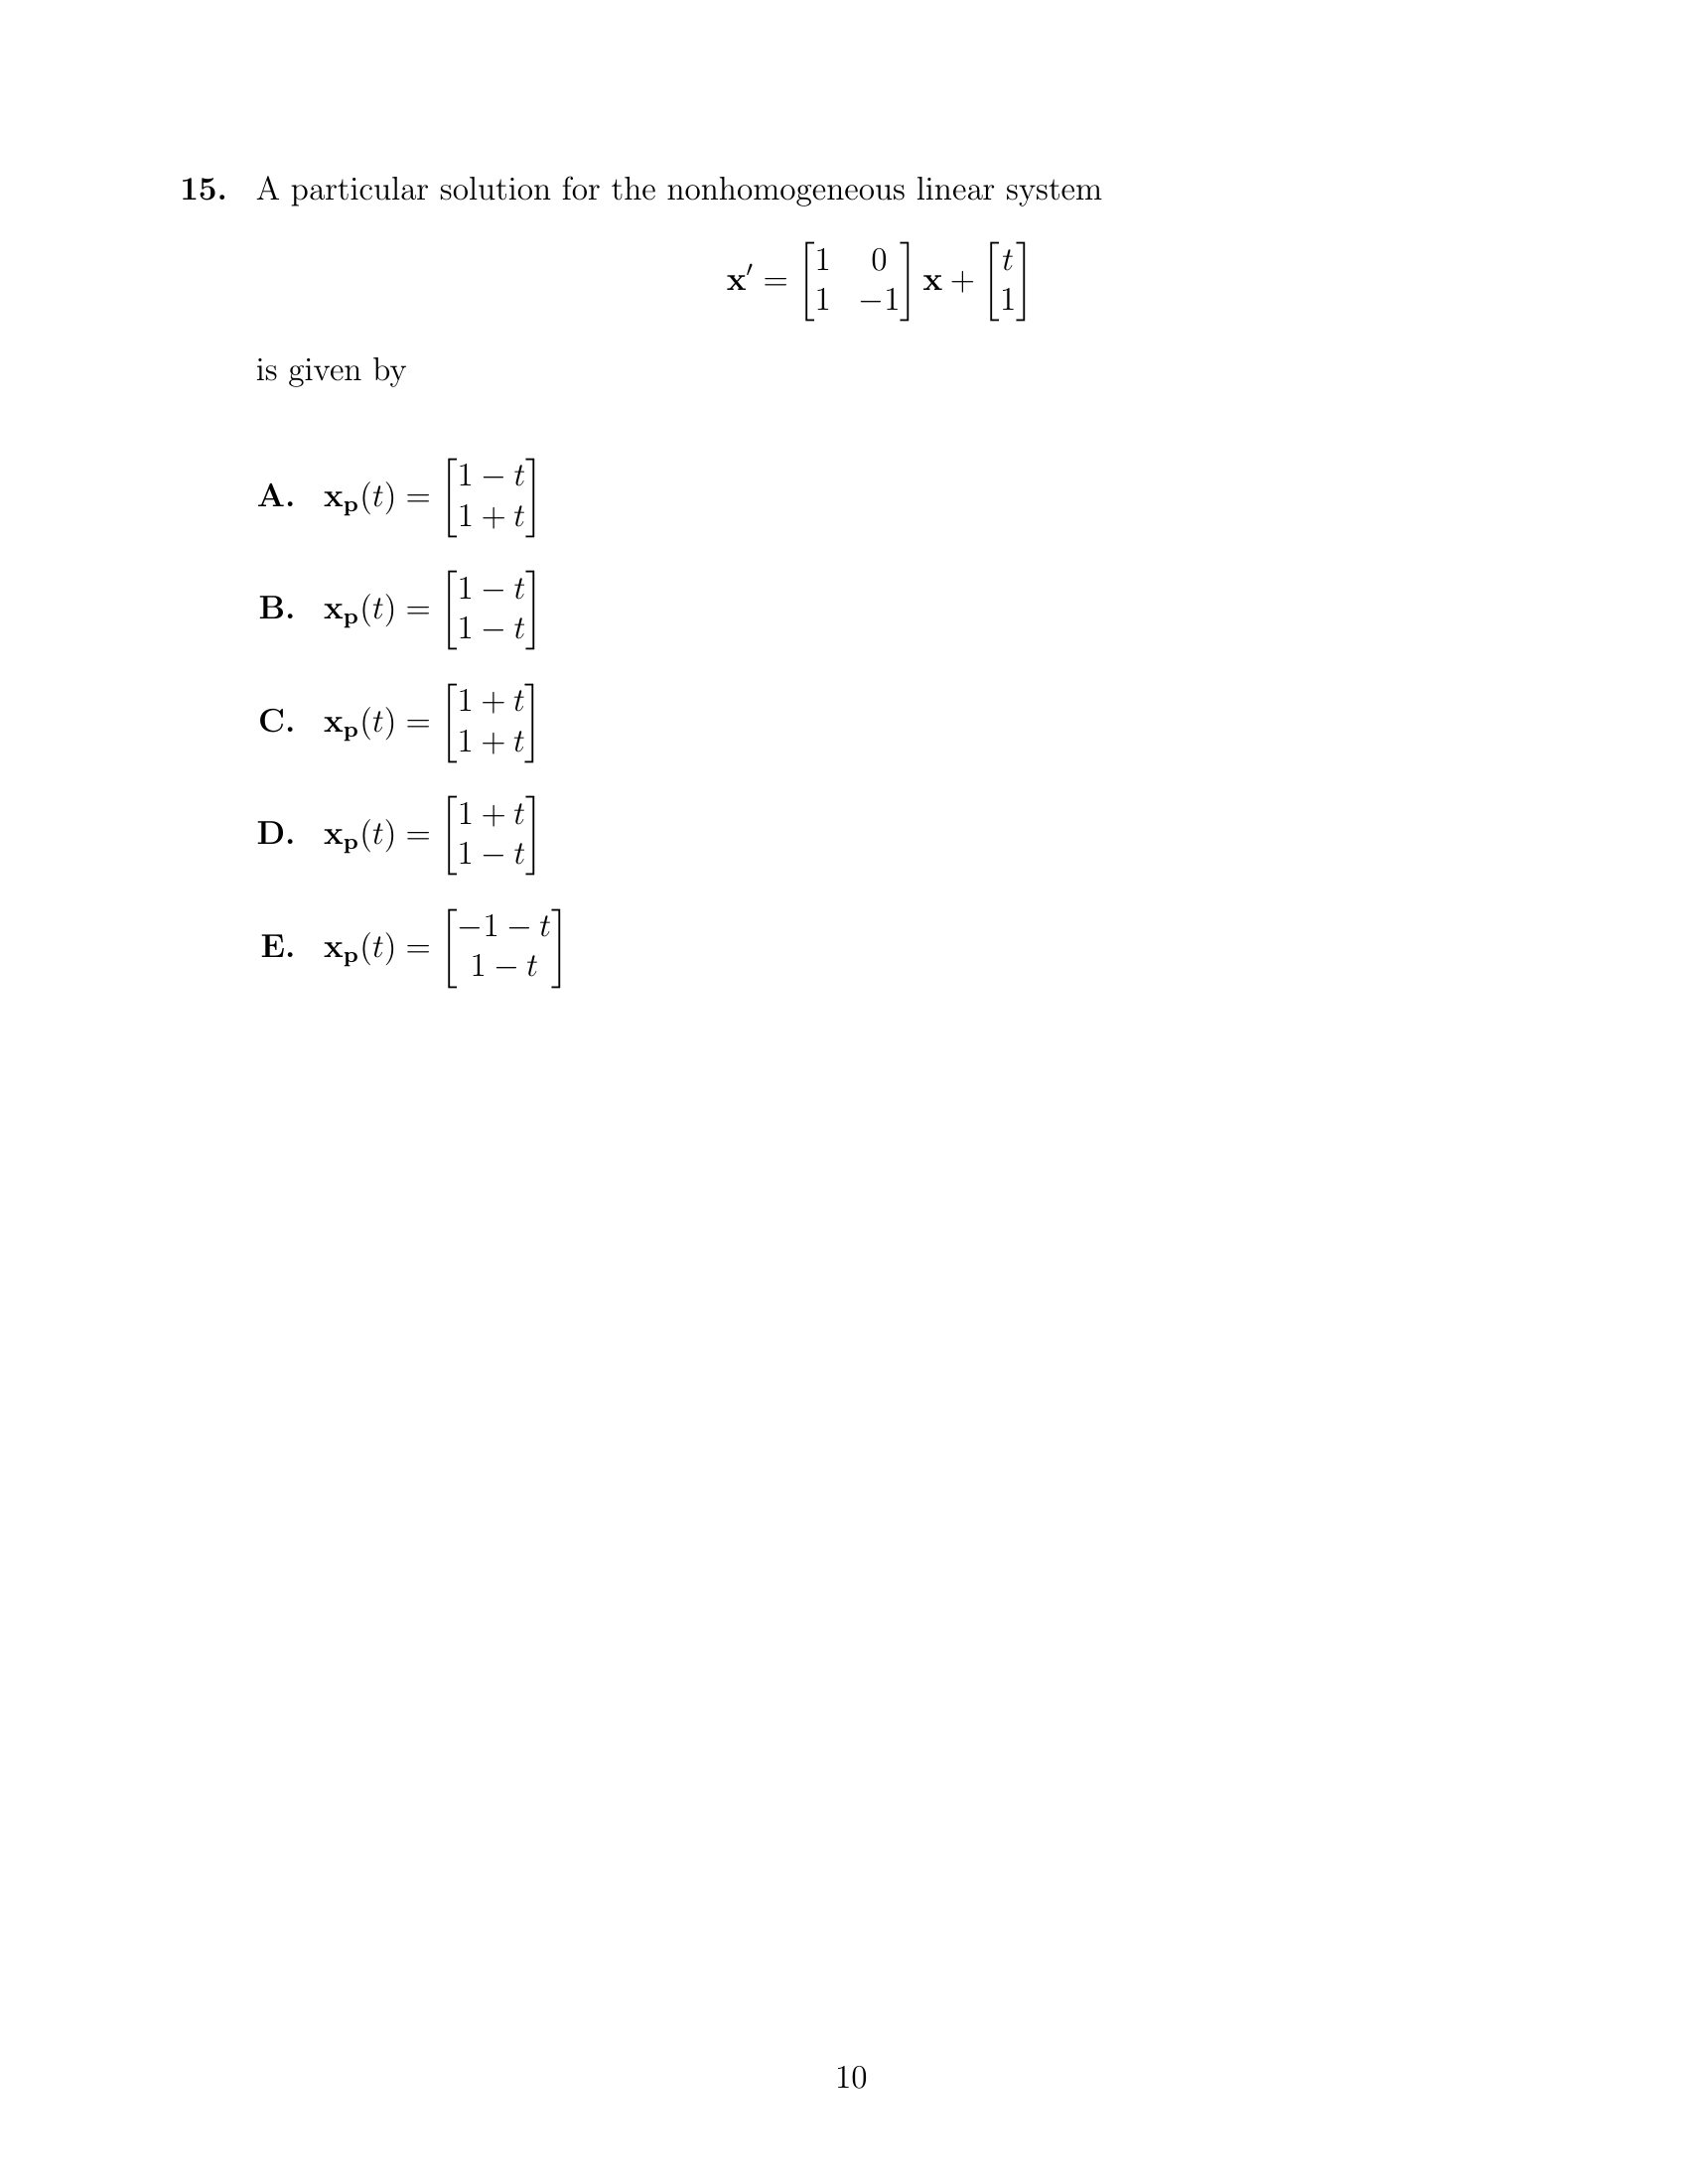 15. A particular solution for the nonhomogeneous linear system
$$\mathbf{x}' = \begin{bmatrix} 1 & 0 \\ 1 & -1 \end{bmatrix} \mathbf{x} + \begin{bmatrix} t \\ 1 \end{bmatrix}$$
is given by
A. $\mathbf{x_p}(t) = \begin{bmatrix} 1 - t \\ 1 + t \end{bmatrix}$
B. $\mathbf{x_p}(t) = \begin{bmatrix} 1 - t \\ 1 - t \end{bmatrix}$
C. $\mathbf{x_p}(t) = \begin{bmatrix} 1 + t \\ 1 + t \end{bmatrix}$
D. $\mathbf{x_p}(t) = \begin{bmatrix} 1 + t \\ 1 - t \end{bmatrix}$
E. $\mathbf{x_p}(t) = \begin{bmatrix} -1 - t \\ 1 - t \end{bmatrix}$
10